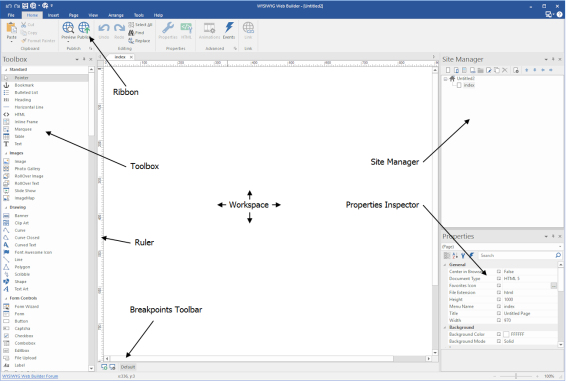 WYSIWYG Web Builder - [Untitled2]
File Home Insert Page View Arrange Tools Help
Paste
Cut
Copy
Format Painter
Clipboard
Preview Publish
Publish
Undo Redo
Select All
Find
Replace
Editing
Properties HTML
Properties
Animations Events
Advanced
Link
Link
Toolbox
Standard
Pointer
Bookmark
Bulleted List
Heading
Horizontal Line
HTML
Inline Frame
Marquee
Table
Text
Images
Image
Photo Gallery
RollOver Image
RollOver Text
Slide Show
ImageMap
Drawing
Banner
Clip Art
Curve
Curve Closed
Curved Text
Font Awesome Icon
Line
Polygon
Scribble
Shape
Text Art
Form Controls
Form Wizard
Form
Button
Captcha
Checkbox
Combobox
Editbox
File Upload
Label
WYSIWYG Web Builder Forum
index
Ribbon
Toolbox
Workspace
Ruler
Breakpoints Toolbar
Site Manager
Properties Inspector
Default
Site Manager
Untitled2
index
Properties
(Page)
Search
General
Center in Browser False
Document Type HTML 5
Favorite Icon
File Extension html
Height 1000
Menu Name index
Title Untitled Page
Width 970
Background
Background Color FFFFFF
Background Mode Solid
100%